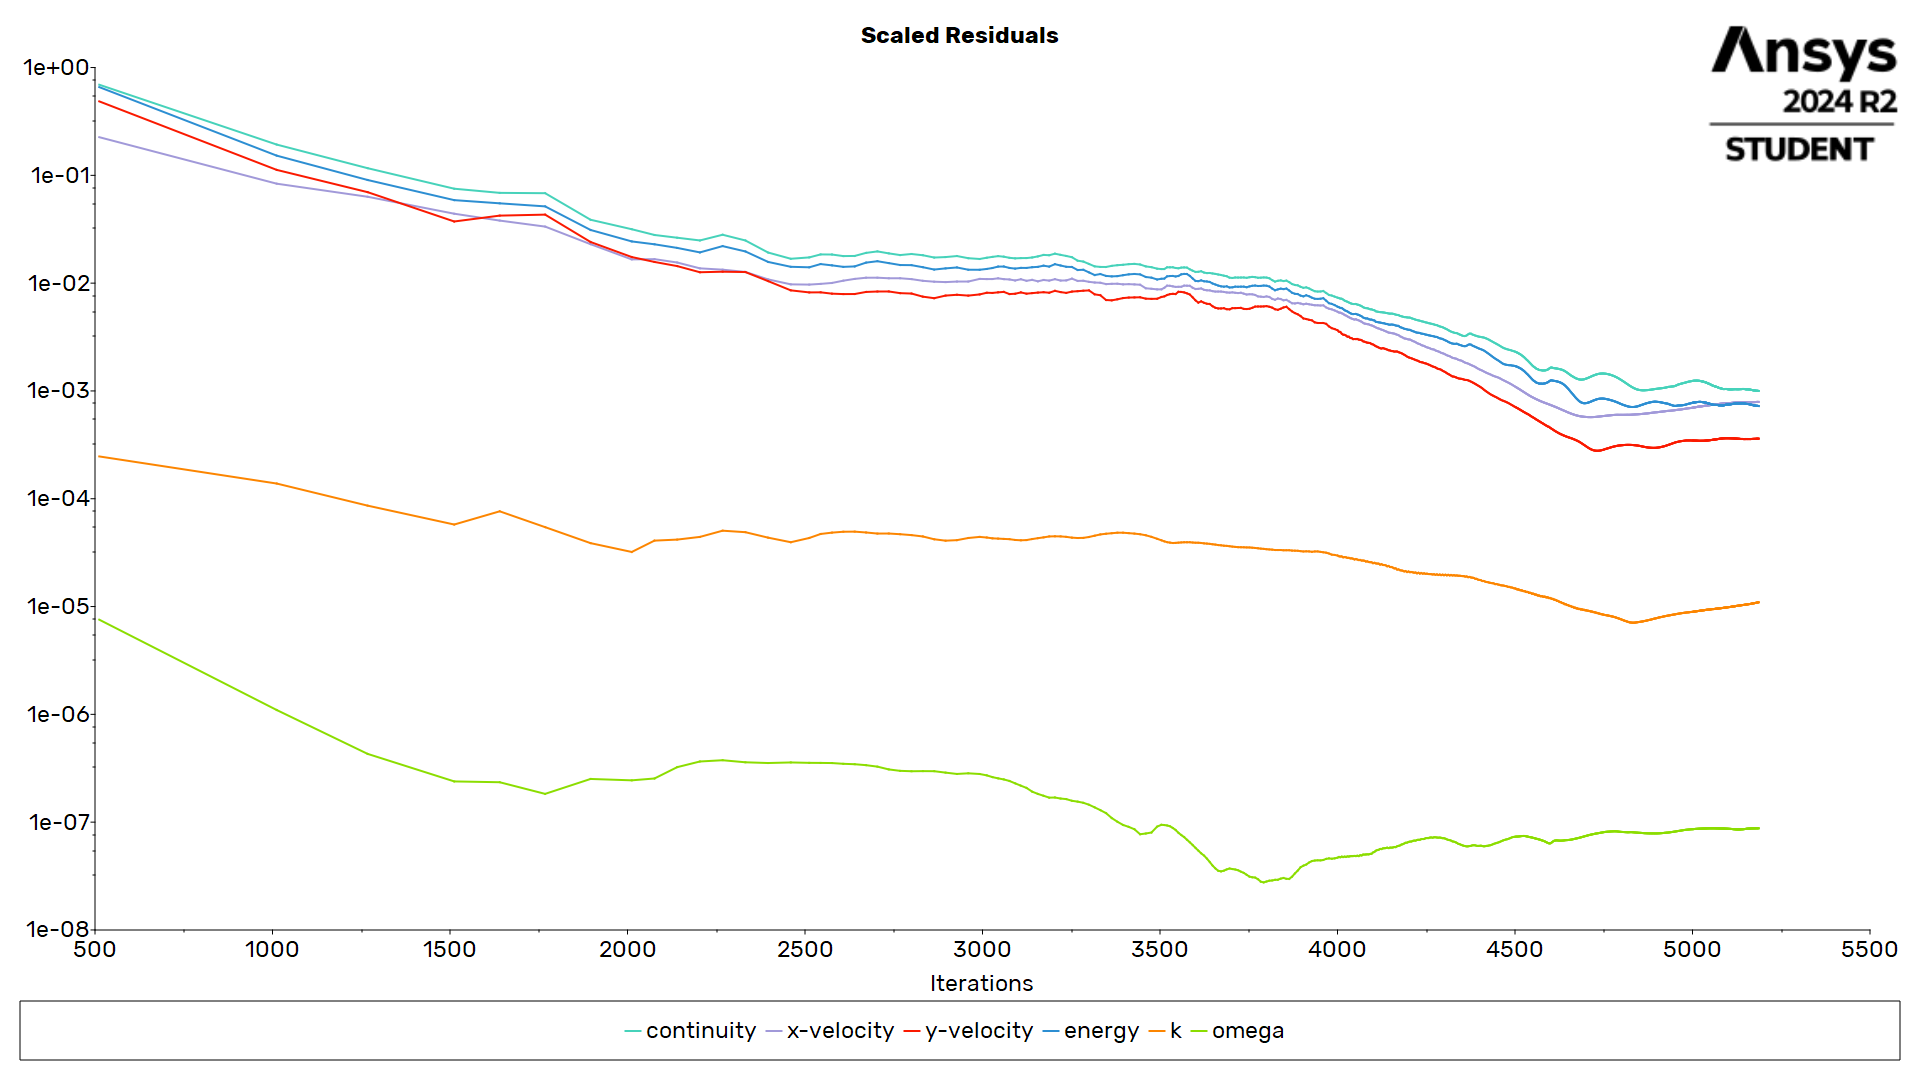 Scaled Residuals
Ansys
2024 R2
STUDENT
1e+00
1e-01
1e-02
1e-03
1e-04
1e-05
1e-06
1e-07
1e-08
500 1000 1500 2000 2500 3000 3500 4000 4500 5000 5500
Iterations
continuity x-velocity y-velocity energy k omega